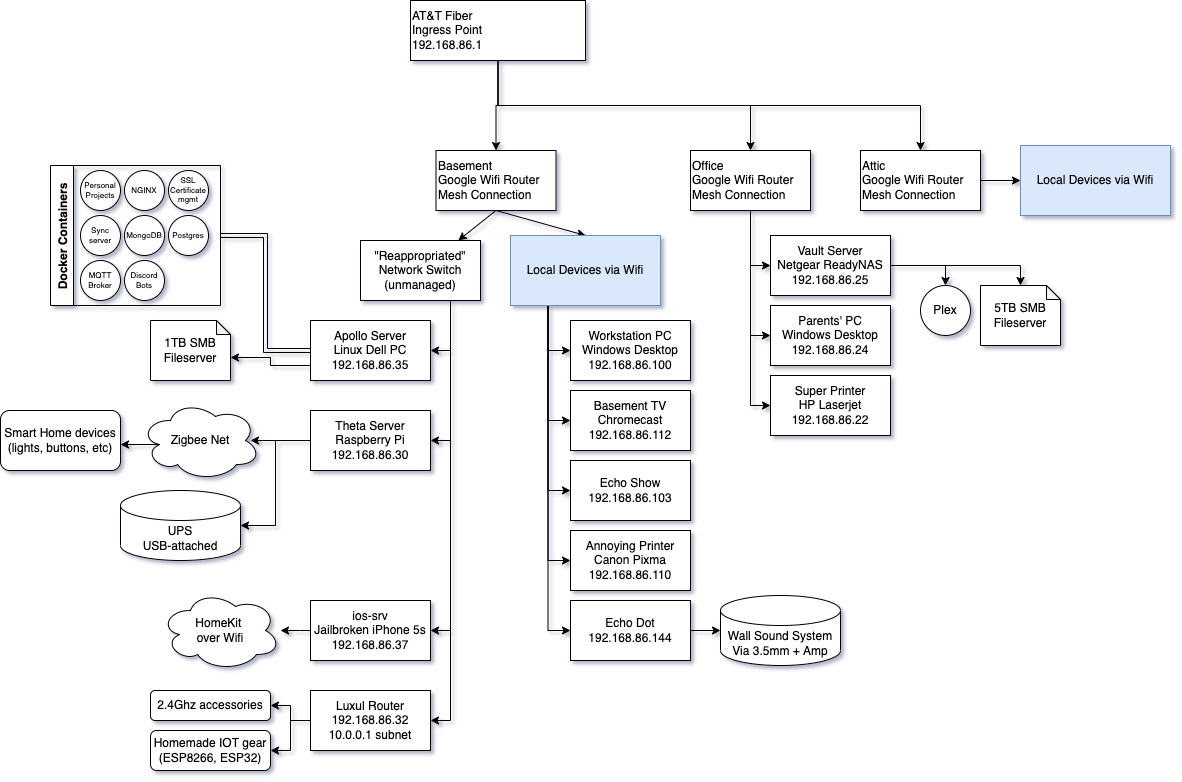 AT&T Fiber
Ingress Point
192.168.86.1
Basement
Google Wifi Router
Mesh Connection
Office
Google Wifi Router
Mesh Connection
Attic
Google Wifi Router
Mesh Connection
Local Devices via Wifi
Docker Containers
Personal
Projects
NGINX
SSL
Certificate
mgmt
Sync
server
MongoDB
Postgres
MQTT
Broker
Discord
Bots
"Reappropriated"
Network Switch
(unmanaged)
Local Devices via Wifi
Vault Server
Netgear ReadyNAS
192.168.86.25
Plex
5TB SMB
Fileserver
Parents' PC
Windows Desktop
192.168.86.24
Super Printer
HP Laserjet
192.168.86.22
1TB SMB
Fileserver
Apollo Server
Linux Dell PC
192.168.86.35
Workstation PC
Windows Desktop
192.168.86.100
Basement TV
Chromecast
192.168.86.112
Smart Home devices
(lights, buttons, etc)
Zigbee Net
Theta Server
Raspberry Pi
192.168.86.30
Echo Show
192.168.86.103
UPS
USB-attached
Annoying Printer
Canon Pixma
192.168.86.110
HomeKit
over Wifi
ios-srv
Jailbroken iPhone 5s
192.168.86.37
Echo Dot
192.168.86.144
Wall Sound System
Via 3.5mm + Amp
2.4Ghz accessories
Homemade IOT gear
(ESP8266, ESP32)
Luxul Router
192.168.86.32
10.0.0.1 subnet